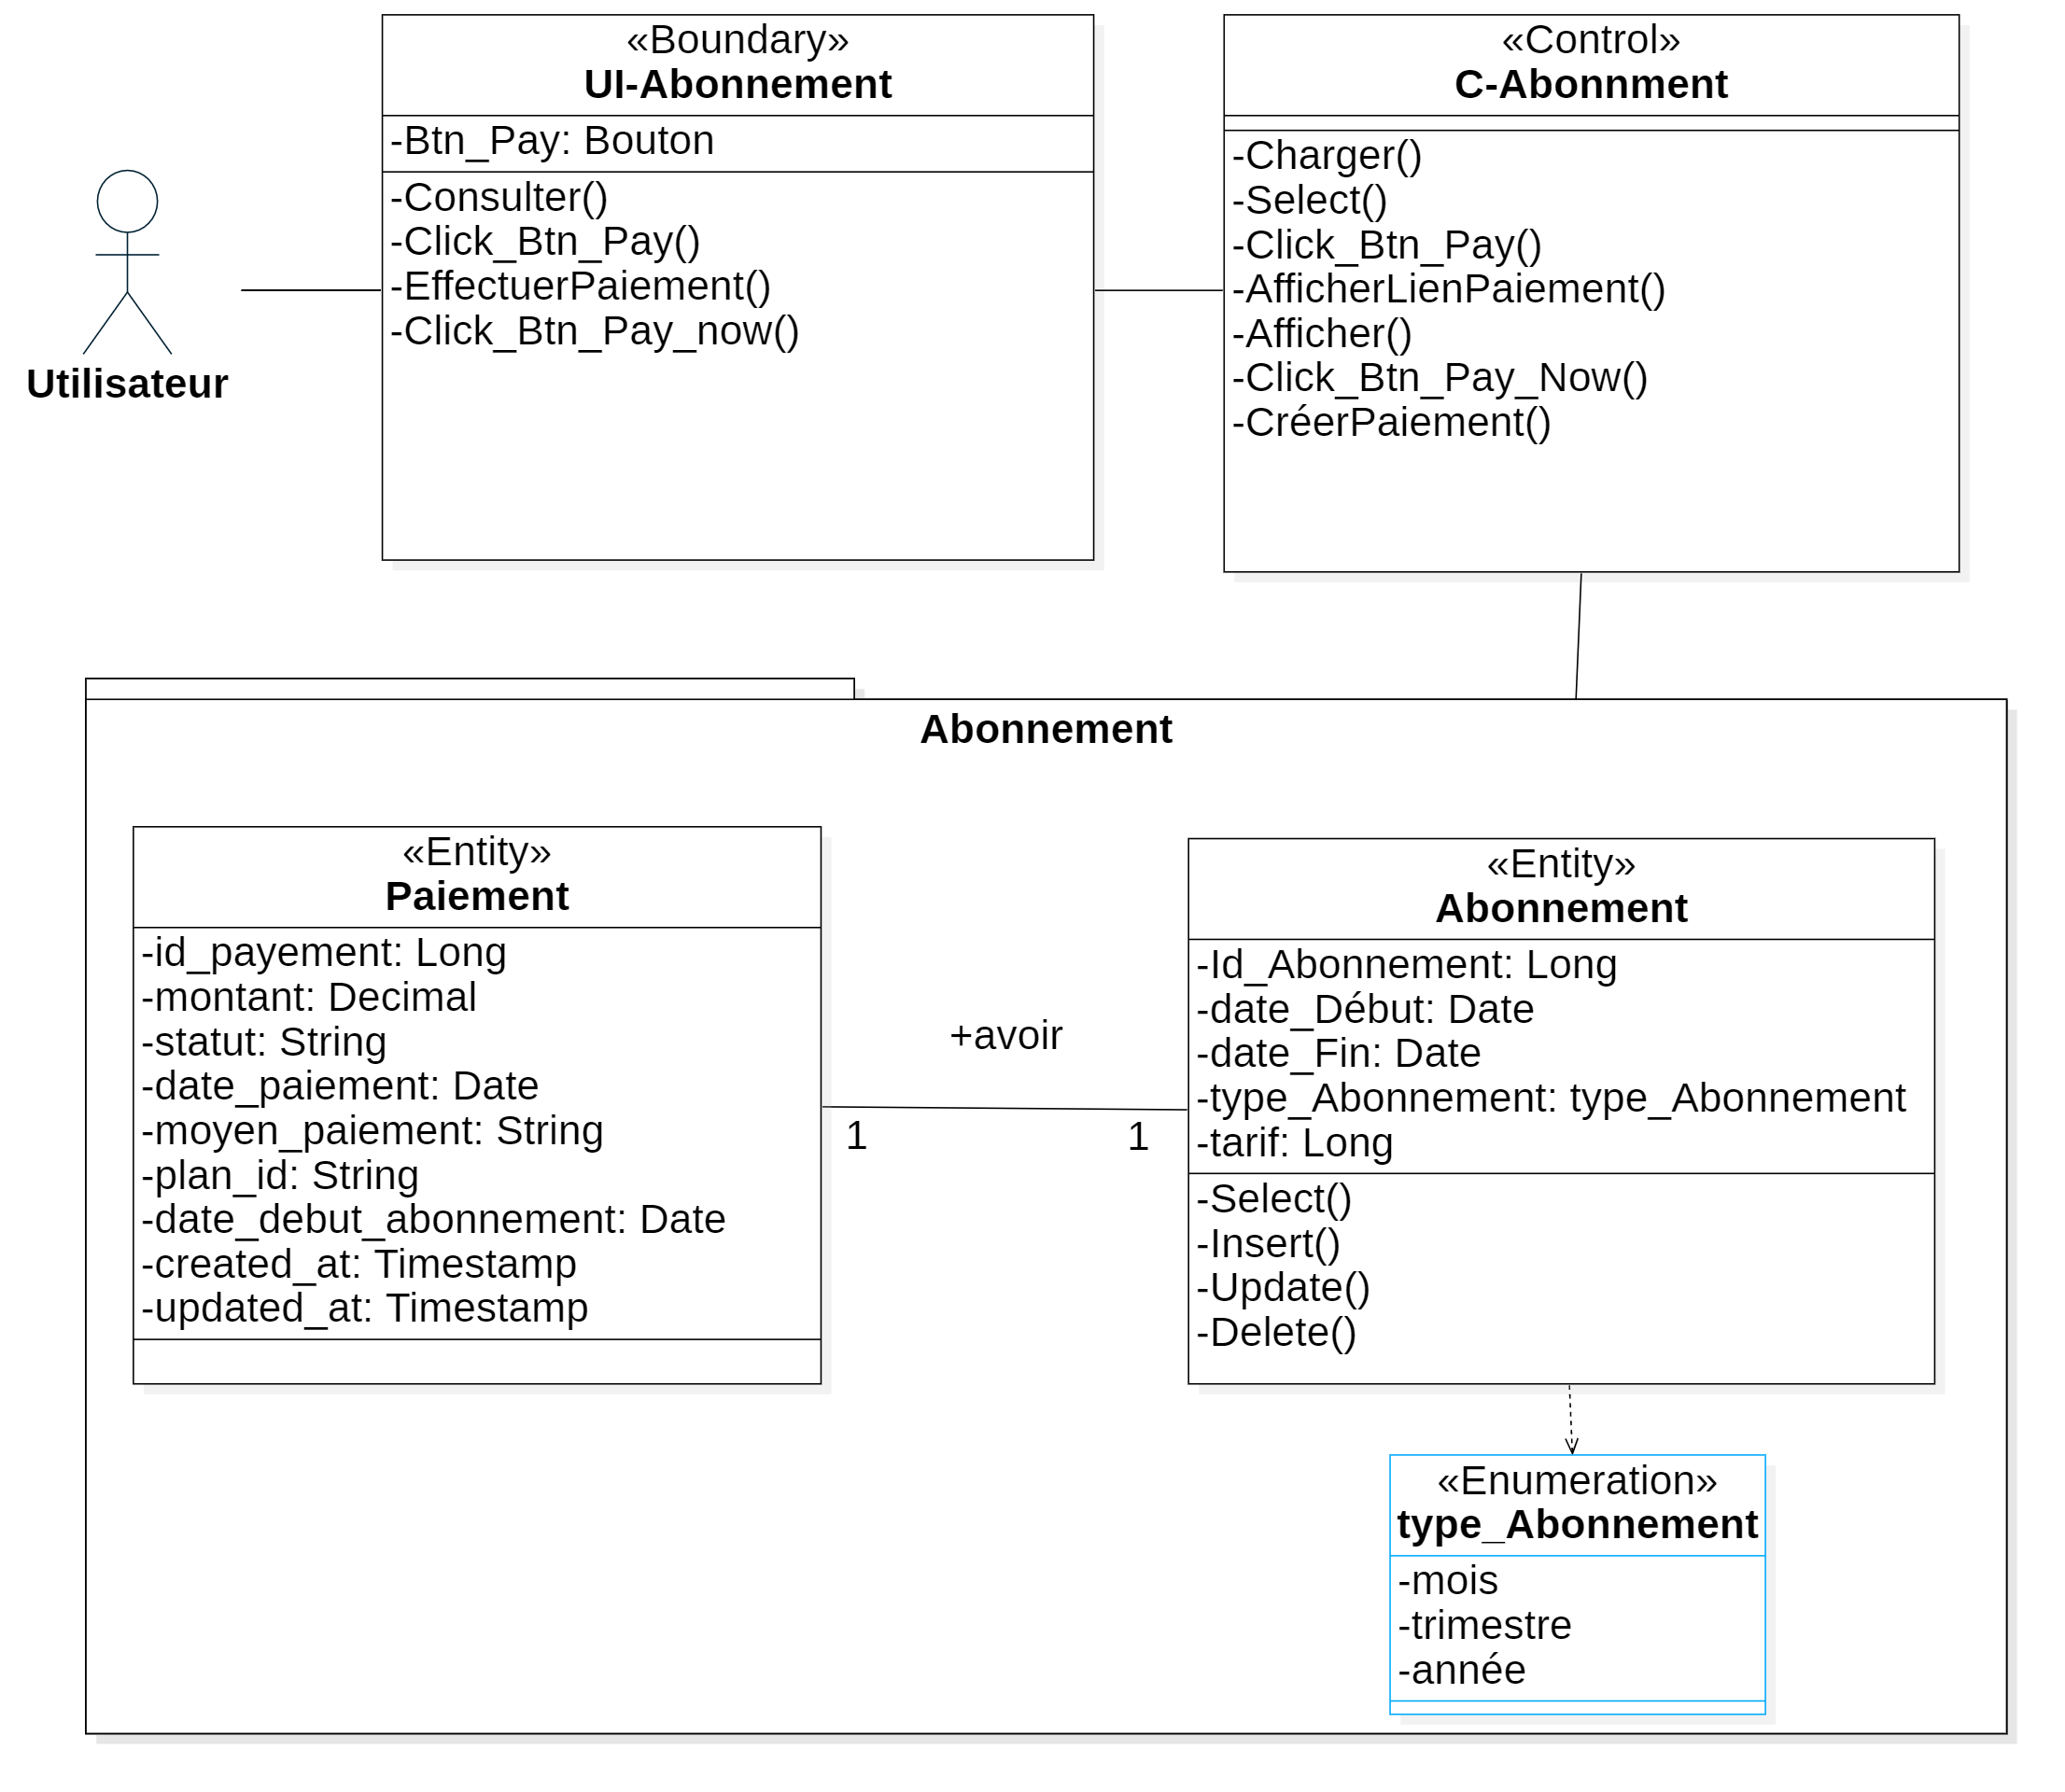 «Boundary»
UI-Abonnement
-Btn_Pay: Bouton
-Consulter()
-Click_Btn_Pay()
-EffectuerPaiement()
-Click_Btn_Pay_now()
«Control»
C-Abonnment
-Charger()
-Select()
-Click_Btn_Pay()
-AfficherLienPaiement()
-Afficher()
-Click_Btn_Pay_Now()
-CréerPaiement()
Utilisateur
Abonnement
«Entity»
Paiement
-id_payement: Long
-montant: Decimal
-statut: String
-date_paiement: Date
-moyen_paiement: String
-plan_id: String
-date_debut_abonnement: Date
-created_at: Timestamp
-updated_at: Timestamp
+avoir
1
1
«Entity»
Abonnement
-Id_Abonnement: Long
-date_Début: Date
-date_Fin: Date
-type_Abonnement: type_Abonnement
-tarif: Long
-Select()
-Insert()
-Update()
-Delete()
«Enumeration»
type_Abonnement
-mois
-trimestre
-année